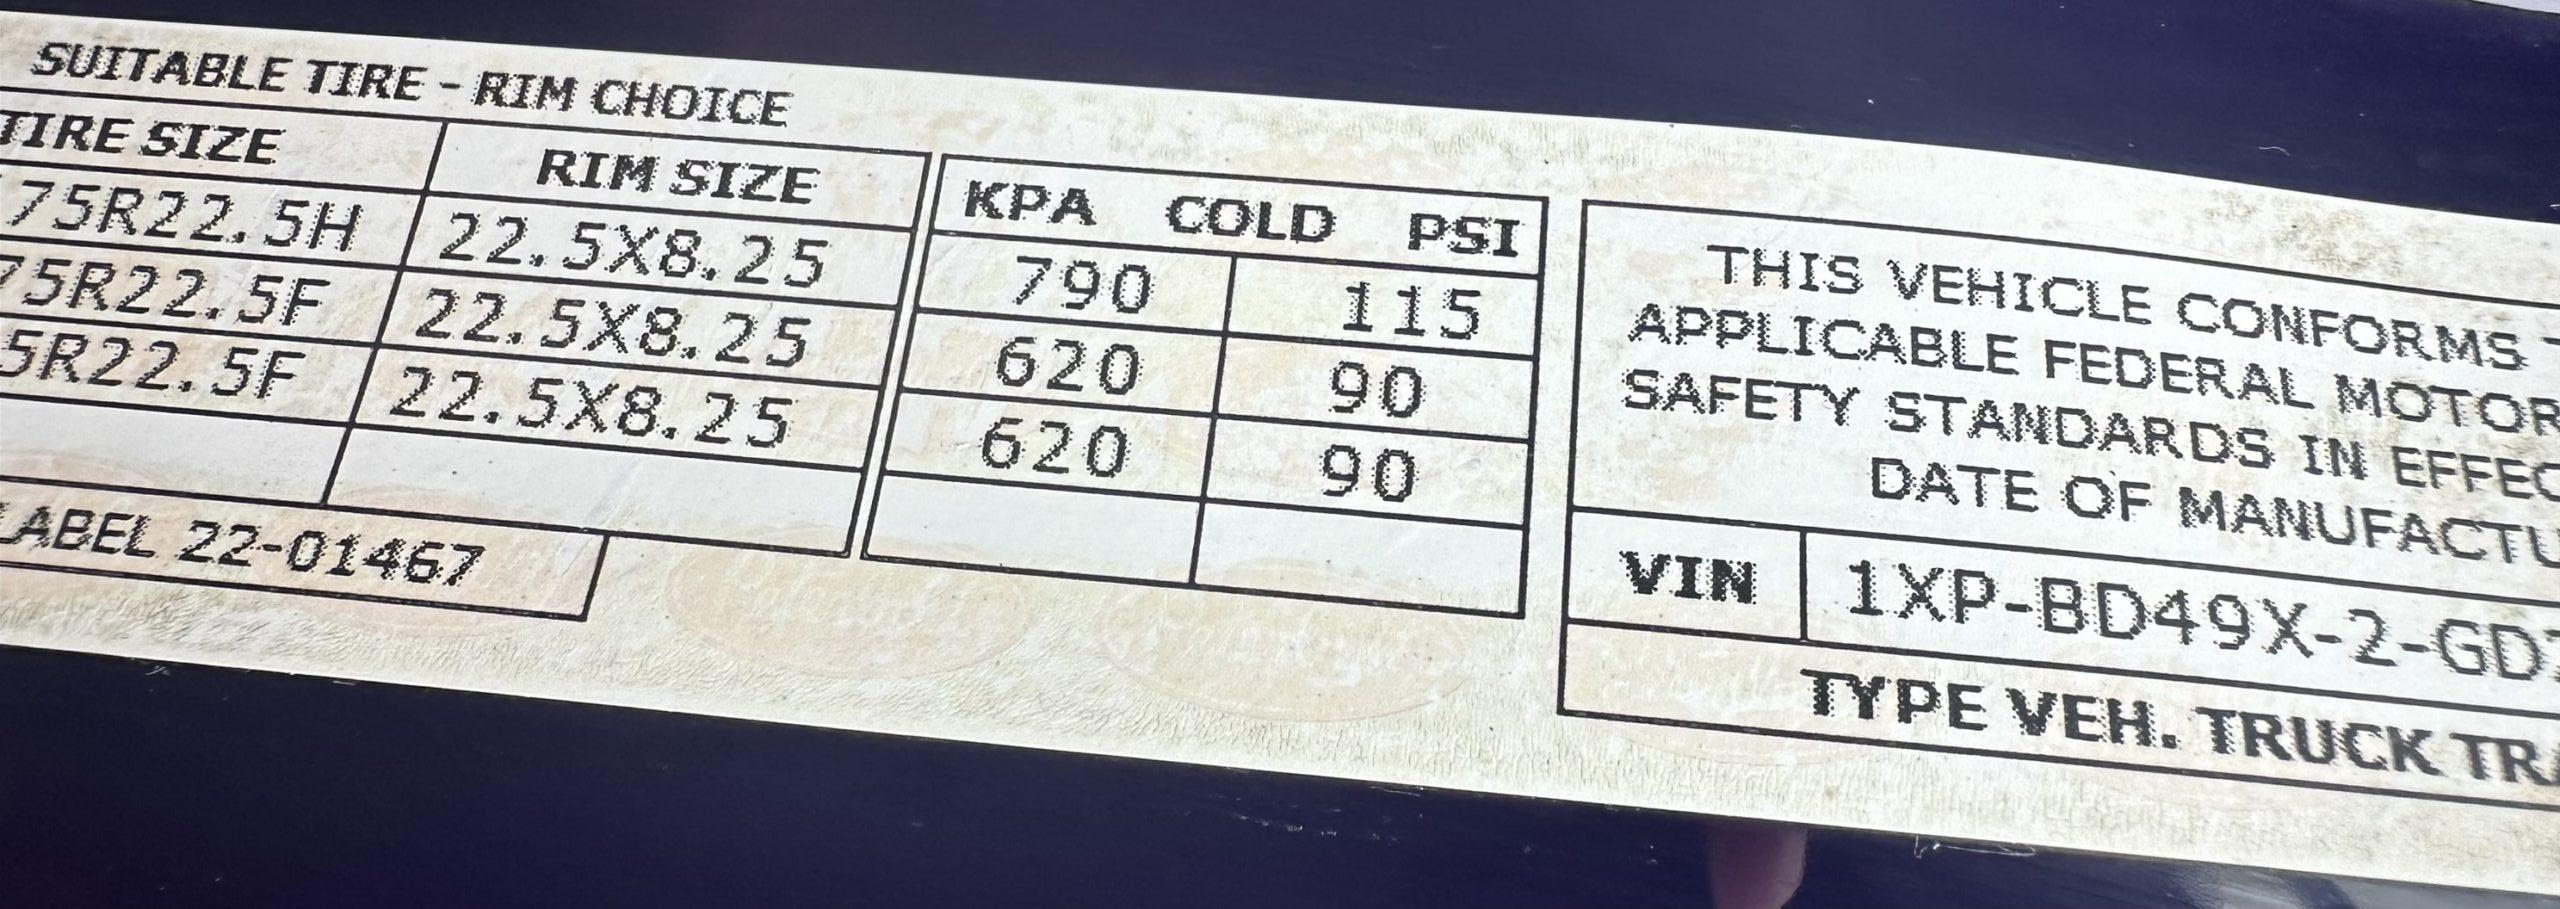 SUITABLE TIRE - RIM CHOICE
TIRE SIZE RIM SIZE KPA COLD PSI
75R22.5H 22.5X8.25 790 115
75R22.5F 22.5X8.25 620 90
5R22.5F 22.5X8.25 620 90
LABEL 22-01467
THIS VEHICLE CONFORMS
APPLICABLE FEDERAL MOTOR
SAFETY STANDARDS IN EFFEC
DATE OF MANUFACTU
VIN 1XP-BD49X-2-GD
TYPE VEH. TRUCK TRA